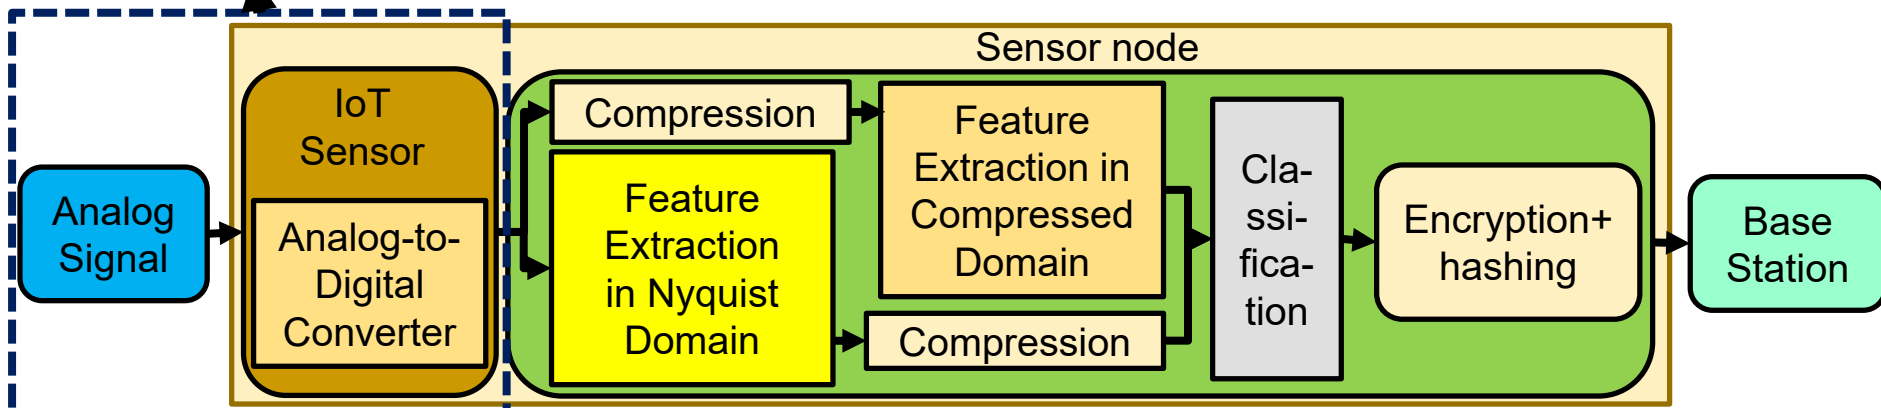 Sensor node
IoT
Sensor
Analog
Signal
Analog-to-
Digital
Converter
Compression
Feature
Extraction
in Nyquist
Domain
Feature
Extraction in
Compressed
Domain
Compression
Cla-
ssi-
fica-
tion
Encryption+
hashing
Base
Station